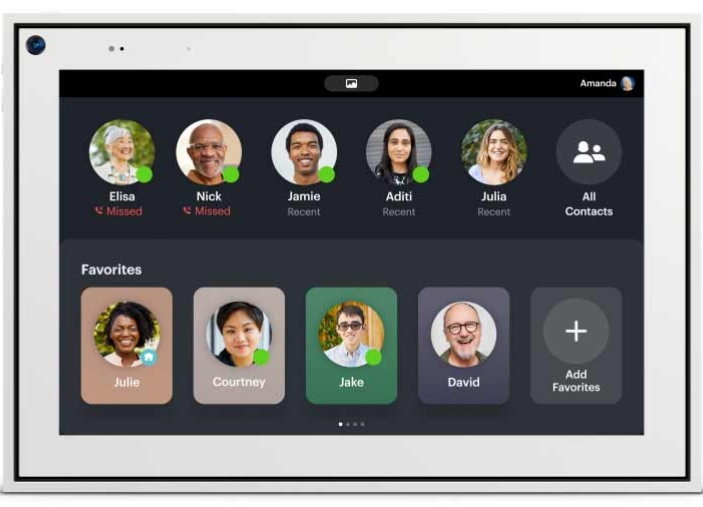 Amanda
Elisa
Missed
Nick
Missed
Jamie
Recent
Aditi
Recent
Julia
Recent
All
Contacts
Favorites
Julie
Courtney
Jake
David
Add
Favorites